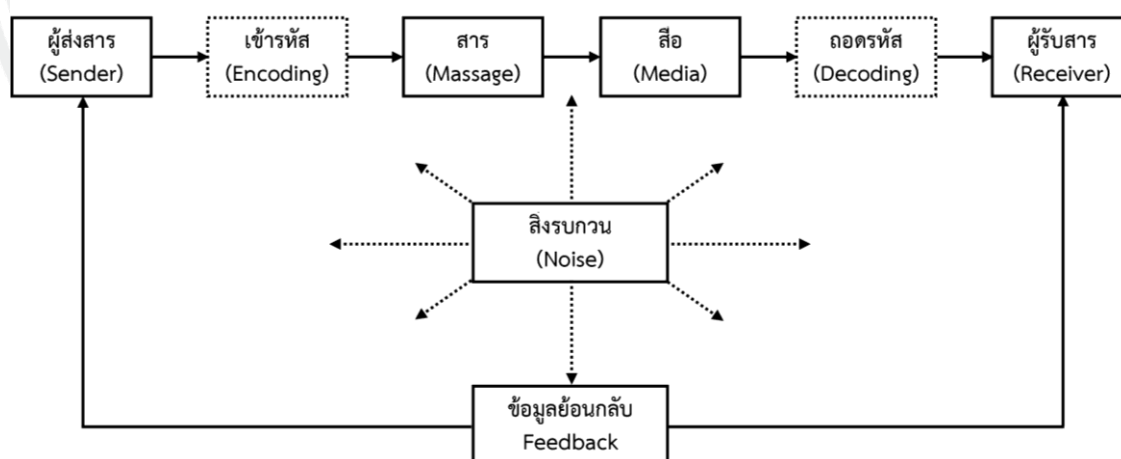 ผู้ส่งสาร
(Sender)
เข้ารหัส
(Encoding)
สาร
(Massage)
สื่อ
(Media)
ถอดรหัส
(Decoding)
ผู้รับสาร
(Receiver)
สิ่งรบกวน
(Noise)
ข้อมูลย้อนกลับ
Feedback